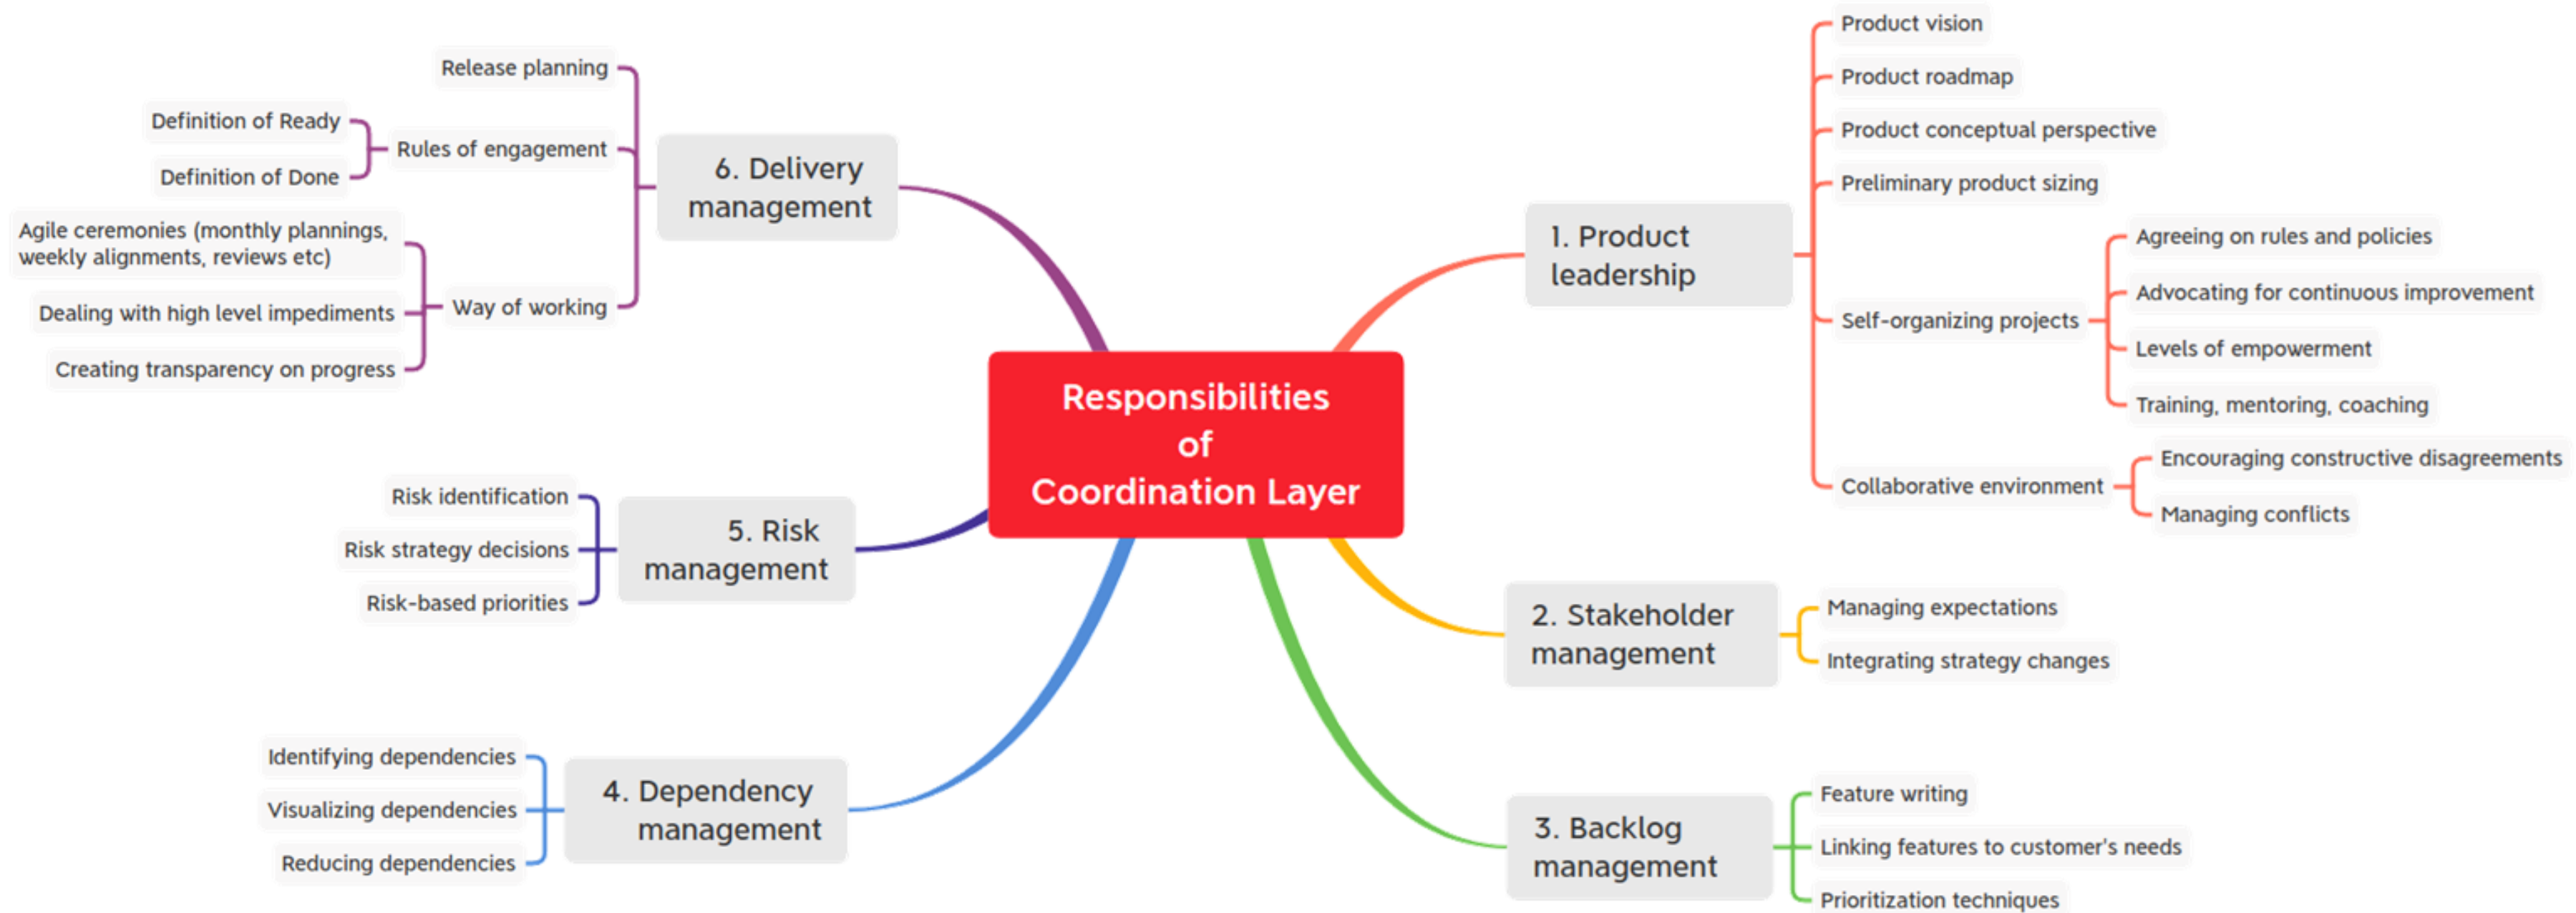 Responsibilities
of
Coordination Layer
1. Product
leadership
Product vision
Product roadmap
Product conceptual perspective
Preliminary product sizing
Self-organizing projects
Agreeing on rules and policies
Advocating for continuous improvement
Levels of empowerment
Training, mentoring, coaching
Collaborative environment
Encouraging constructive disagreements
Managing conflicts
2. Stakeholder
management
Managing expectations
Integrating strategy changes
3. Backlog
management
Feature writing
Linking features to customer's needs
Prioritization techniques
4. Dependency
management
Identifying dependencies
Visualizing dependencies
Reducing dependencies
5. Risk
management
Risk identification
Risk strategy decisions
Risk-based priorities
6. Delivery
management
Release planning
Rules of engagement
Definition of Ready
Definition of Done
Way of working
Agile ceremonies (monthly plannings,
weekly alignments, reviews etc)
Dealing with high level impediments
Creating transparency on progress